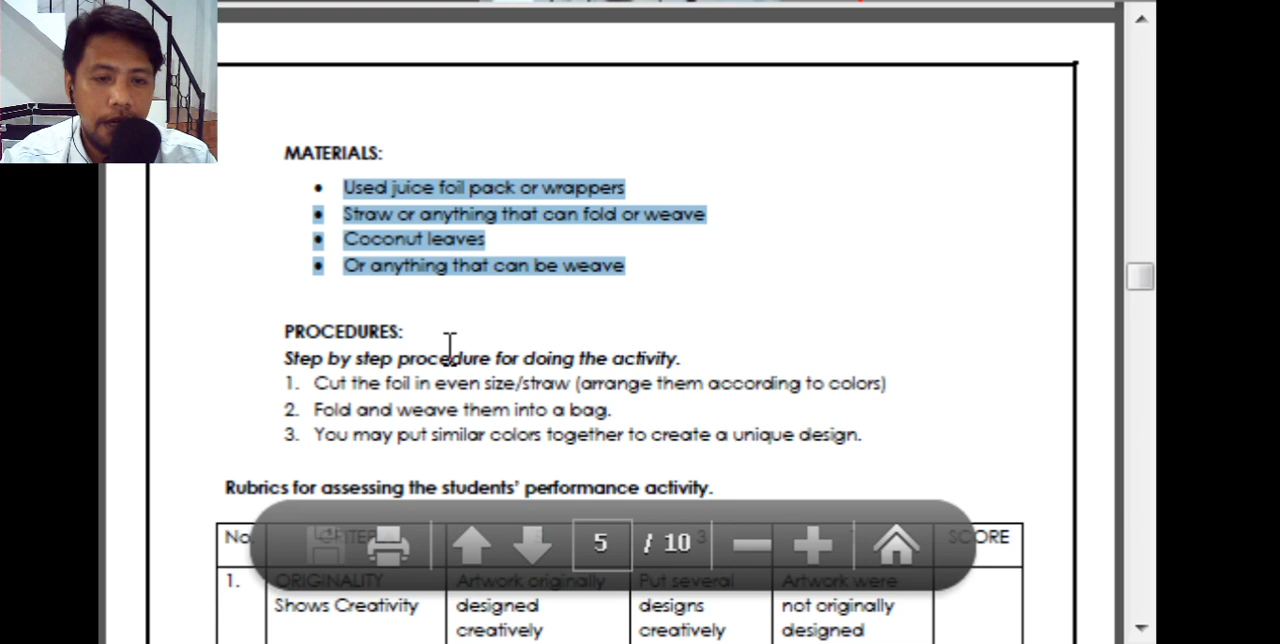 MATERIALS:
• Used juice foil pack or wrappers
• Straw or anything that can fold or weave
• Coconut leaves
• Or anything that can be weave
PROCEDURES:
Step by step procedure for doing the activity.
1. Cut the foil in even size/straw (arrange them according to colors)
2. Fold and weave them into a bag.
3. You may put similar colors together to create a unique design.
Rubrics for assessing the students' performance activity.
No. SCORE
5 / 10
1. ORIGINALITY Artwork originally Put several Artwork were
Shows Creativity designed designs not originally
creatively creatively designed